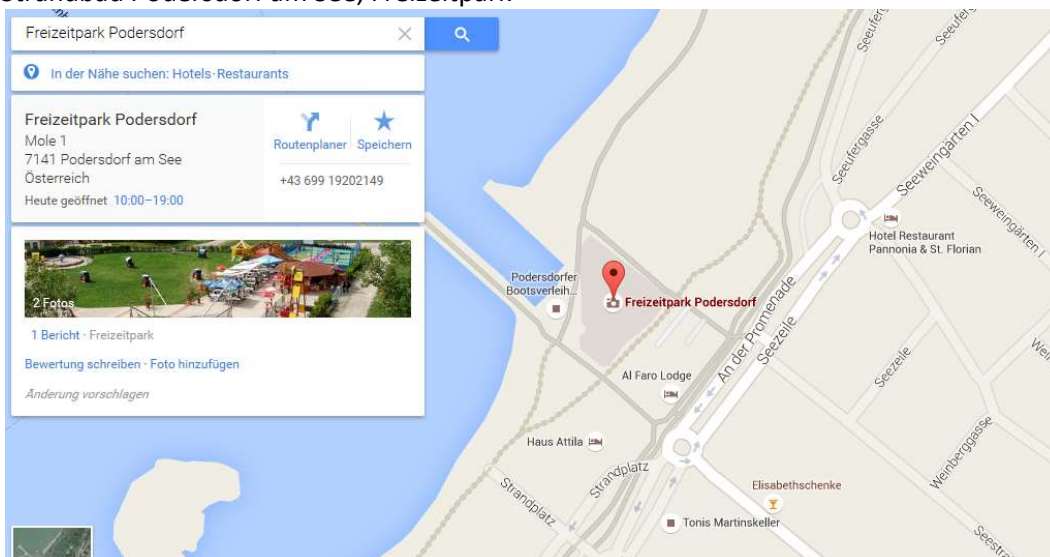 Strandbad Podersdorf am See, Freizeitpark
Freizeitpark Podersdorf
In der Nähe suchen: Hotels·Restaurants
Freizeitpark Podersdorf
Mole 1
7141 Podersdorf am See
Österreich
Heute geöffnet 10:00–19:00
Routenplaner
Speichern
+43 699 19202149
2 Fotos
1 Bericht · Freizeitpark
Bewertung schreiben · Foto hinzufügen
Änderung vorschlagen
Podersdorfer
Bootsverleih...
Freizeitpark Podersdorf
Al Faro Lodge
Haus Attila
Strandplatz
Strandplatz
An der Promenade
Seezeile
Seezeile
Seeufergasse
Seeufergasse
Seeufergasse
Seeweingärten I
Seeweingärten I
Hotel Restaurant
Pannonia & St. Florian
Weinberggasse
Elisabethschenke
Tonis Martinskeller